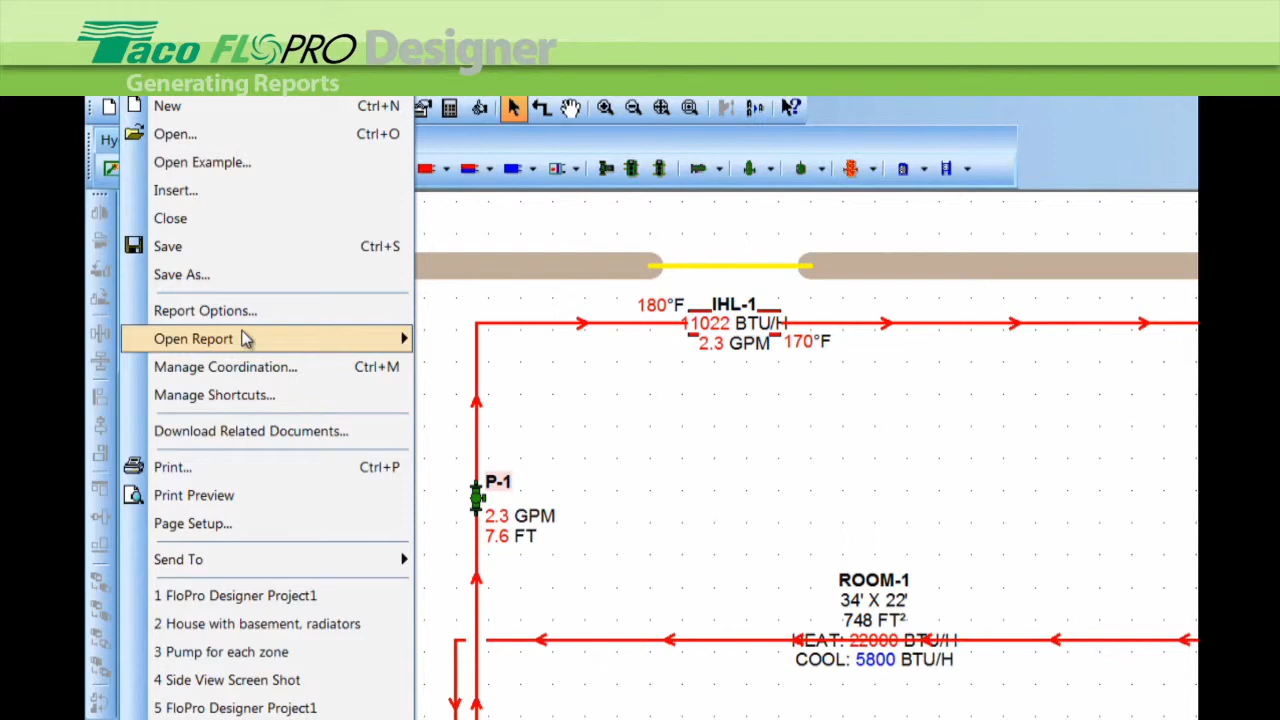 Taco FLOPRO Designer
Generating Reports
New Ctrl+N
Open... Ctrl+O
Open Example...
Insert...
Close
Save Ctrl+S
Save As...
Report Options...
Open Report
Manage Coordination... Ctrl+M
Manage Shortcuts...
Download Related Documents...
Print... Ctrl+P
Print Preview
Page Setup...
Send To
1 FloPro Designer Project1
2 House with basement, radiators
3 Pump for each zone
4 Side View Screen Shot
5 FloPro Designer Project1
Hy
180°F IHL-1
11022 BTU/H
2.3 GPM 170°F
P-1
2.3 GPM
7.6 FT
ROOM-1
34' X 22'
748 FT²
HEAT: 22000 BTU/H
COOL: 5800 BTU/H